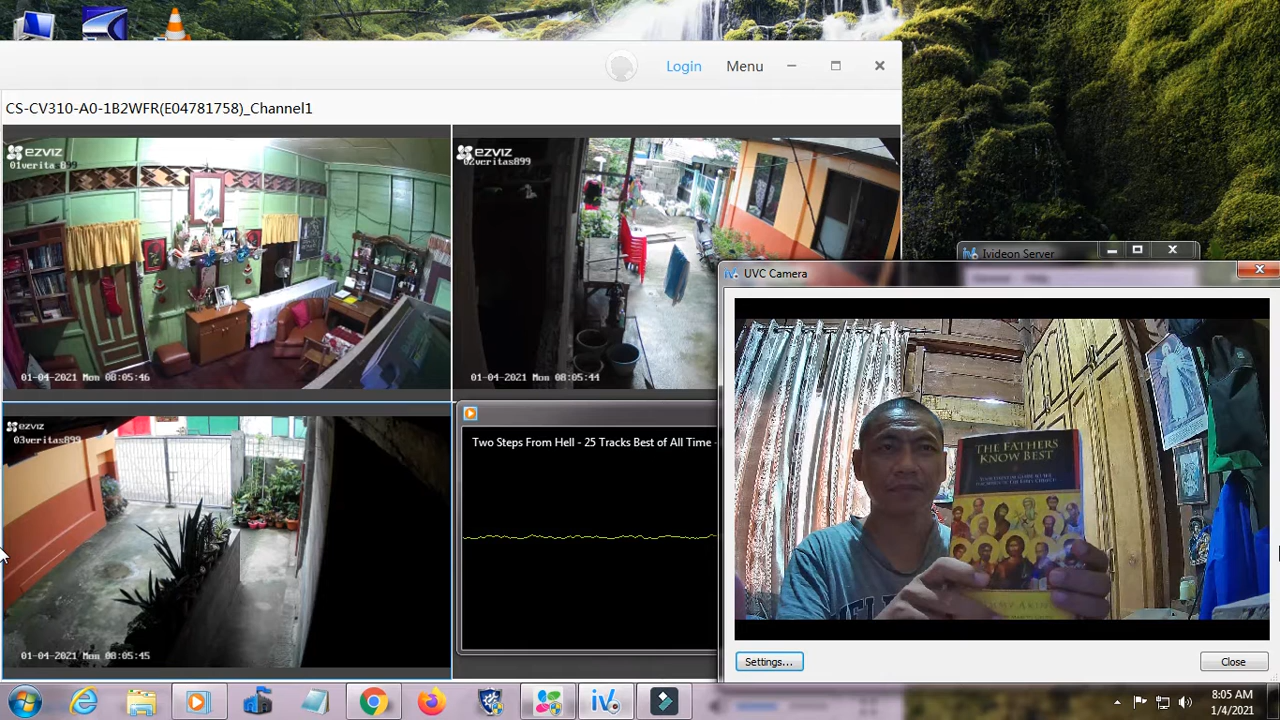 Login Menu
CS-CV310-A0-1B2WFR(E04781758)_Channel1
ezviz
01verita 899
01-04-2021 Mon 08:05:46
ezviz
02veritas899
01-04-2021 Mon 08:05:44
ezviz
03veritas899
01-04-2021 Mon 08:05:45
Two Steps From Hell - 25 Tracks Best of All Time -
Ivideon Server
UVC Camera
THE FATHERS
KNOW BEST
Settings...
Close
8:05 AM
1/4/2021